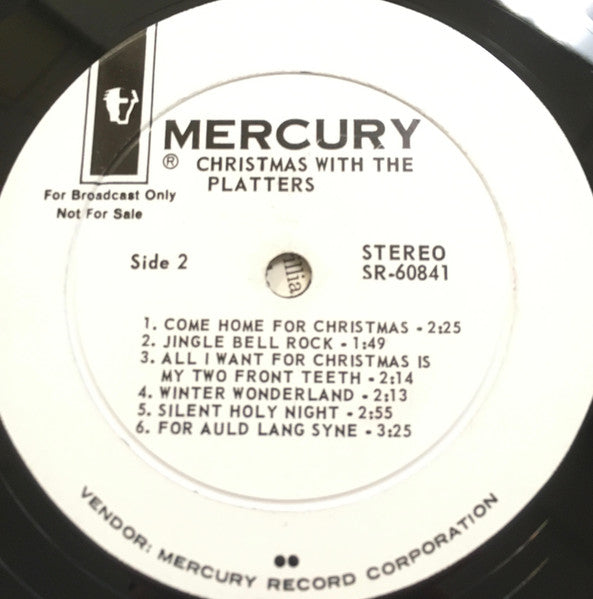 MERCURY
® CHRISTMAS WITH THE
PLATTERS
For Broadcast Only
Not For Sale
Side 2
STEREO
SR-60841
1. COME HOME FOR CHRISTMAS - 2:25
2. JINGLE BELL ROCK - 1:49
3. ALL I WANT FOR CHRISTMAS IS
MY TWO FRONT TEETH - 2:14
4. WINTER WONDERLAND - 2:13
5. SILENT HOLY NIGHT - 2:55
6. FOR AULD LANG SYNE - 3:25
VENDOR: MERCURY RECORD CORPORATION